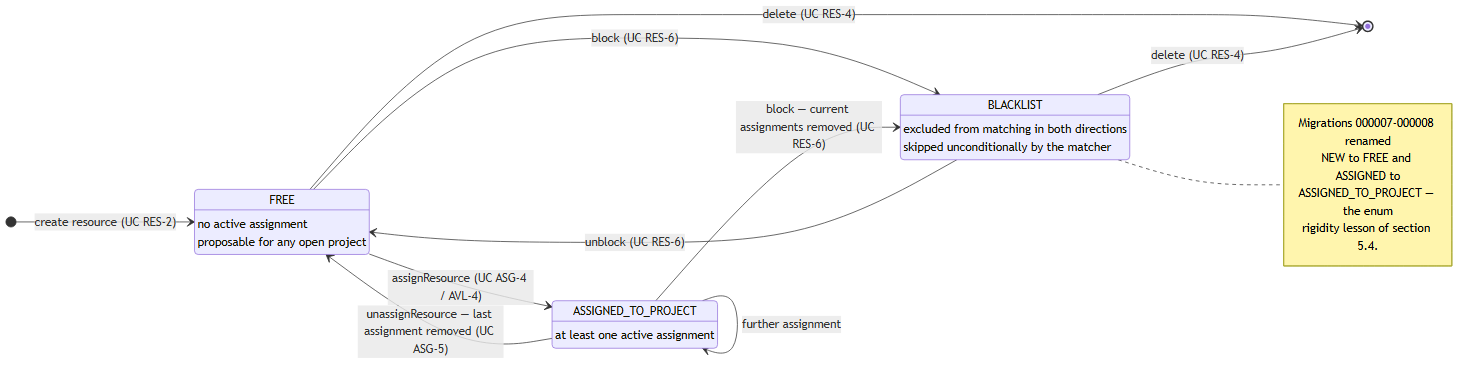 delete (UC RES-4)
block (UC RES-6)
delete (UC RES-4)
block — current
assignments removed (UC
RES-6)
BLACKLIST
excluded from matching in both directions
skipped unconditionally by the matcher
Migrations 000007-000008
renamed
NEW to FREE and
ASSIGNED to
ASSIGNED_TO_PROJECT —
the enum
rigidity lesson of section
5.4.
create resource (UC RES-2)
FREE
no active assignment
proposable for any open project
unblock (UC RES-6)
assignResource (UC ASG-4
/ AVL-4)
unassignResource — last
assignment removed (UC
ASG-5)
ASSIGNED_TO_PROJECT
at least one active assignment
further assignment